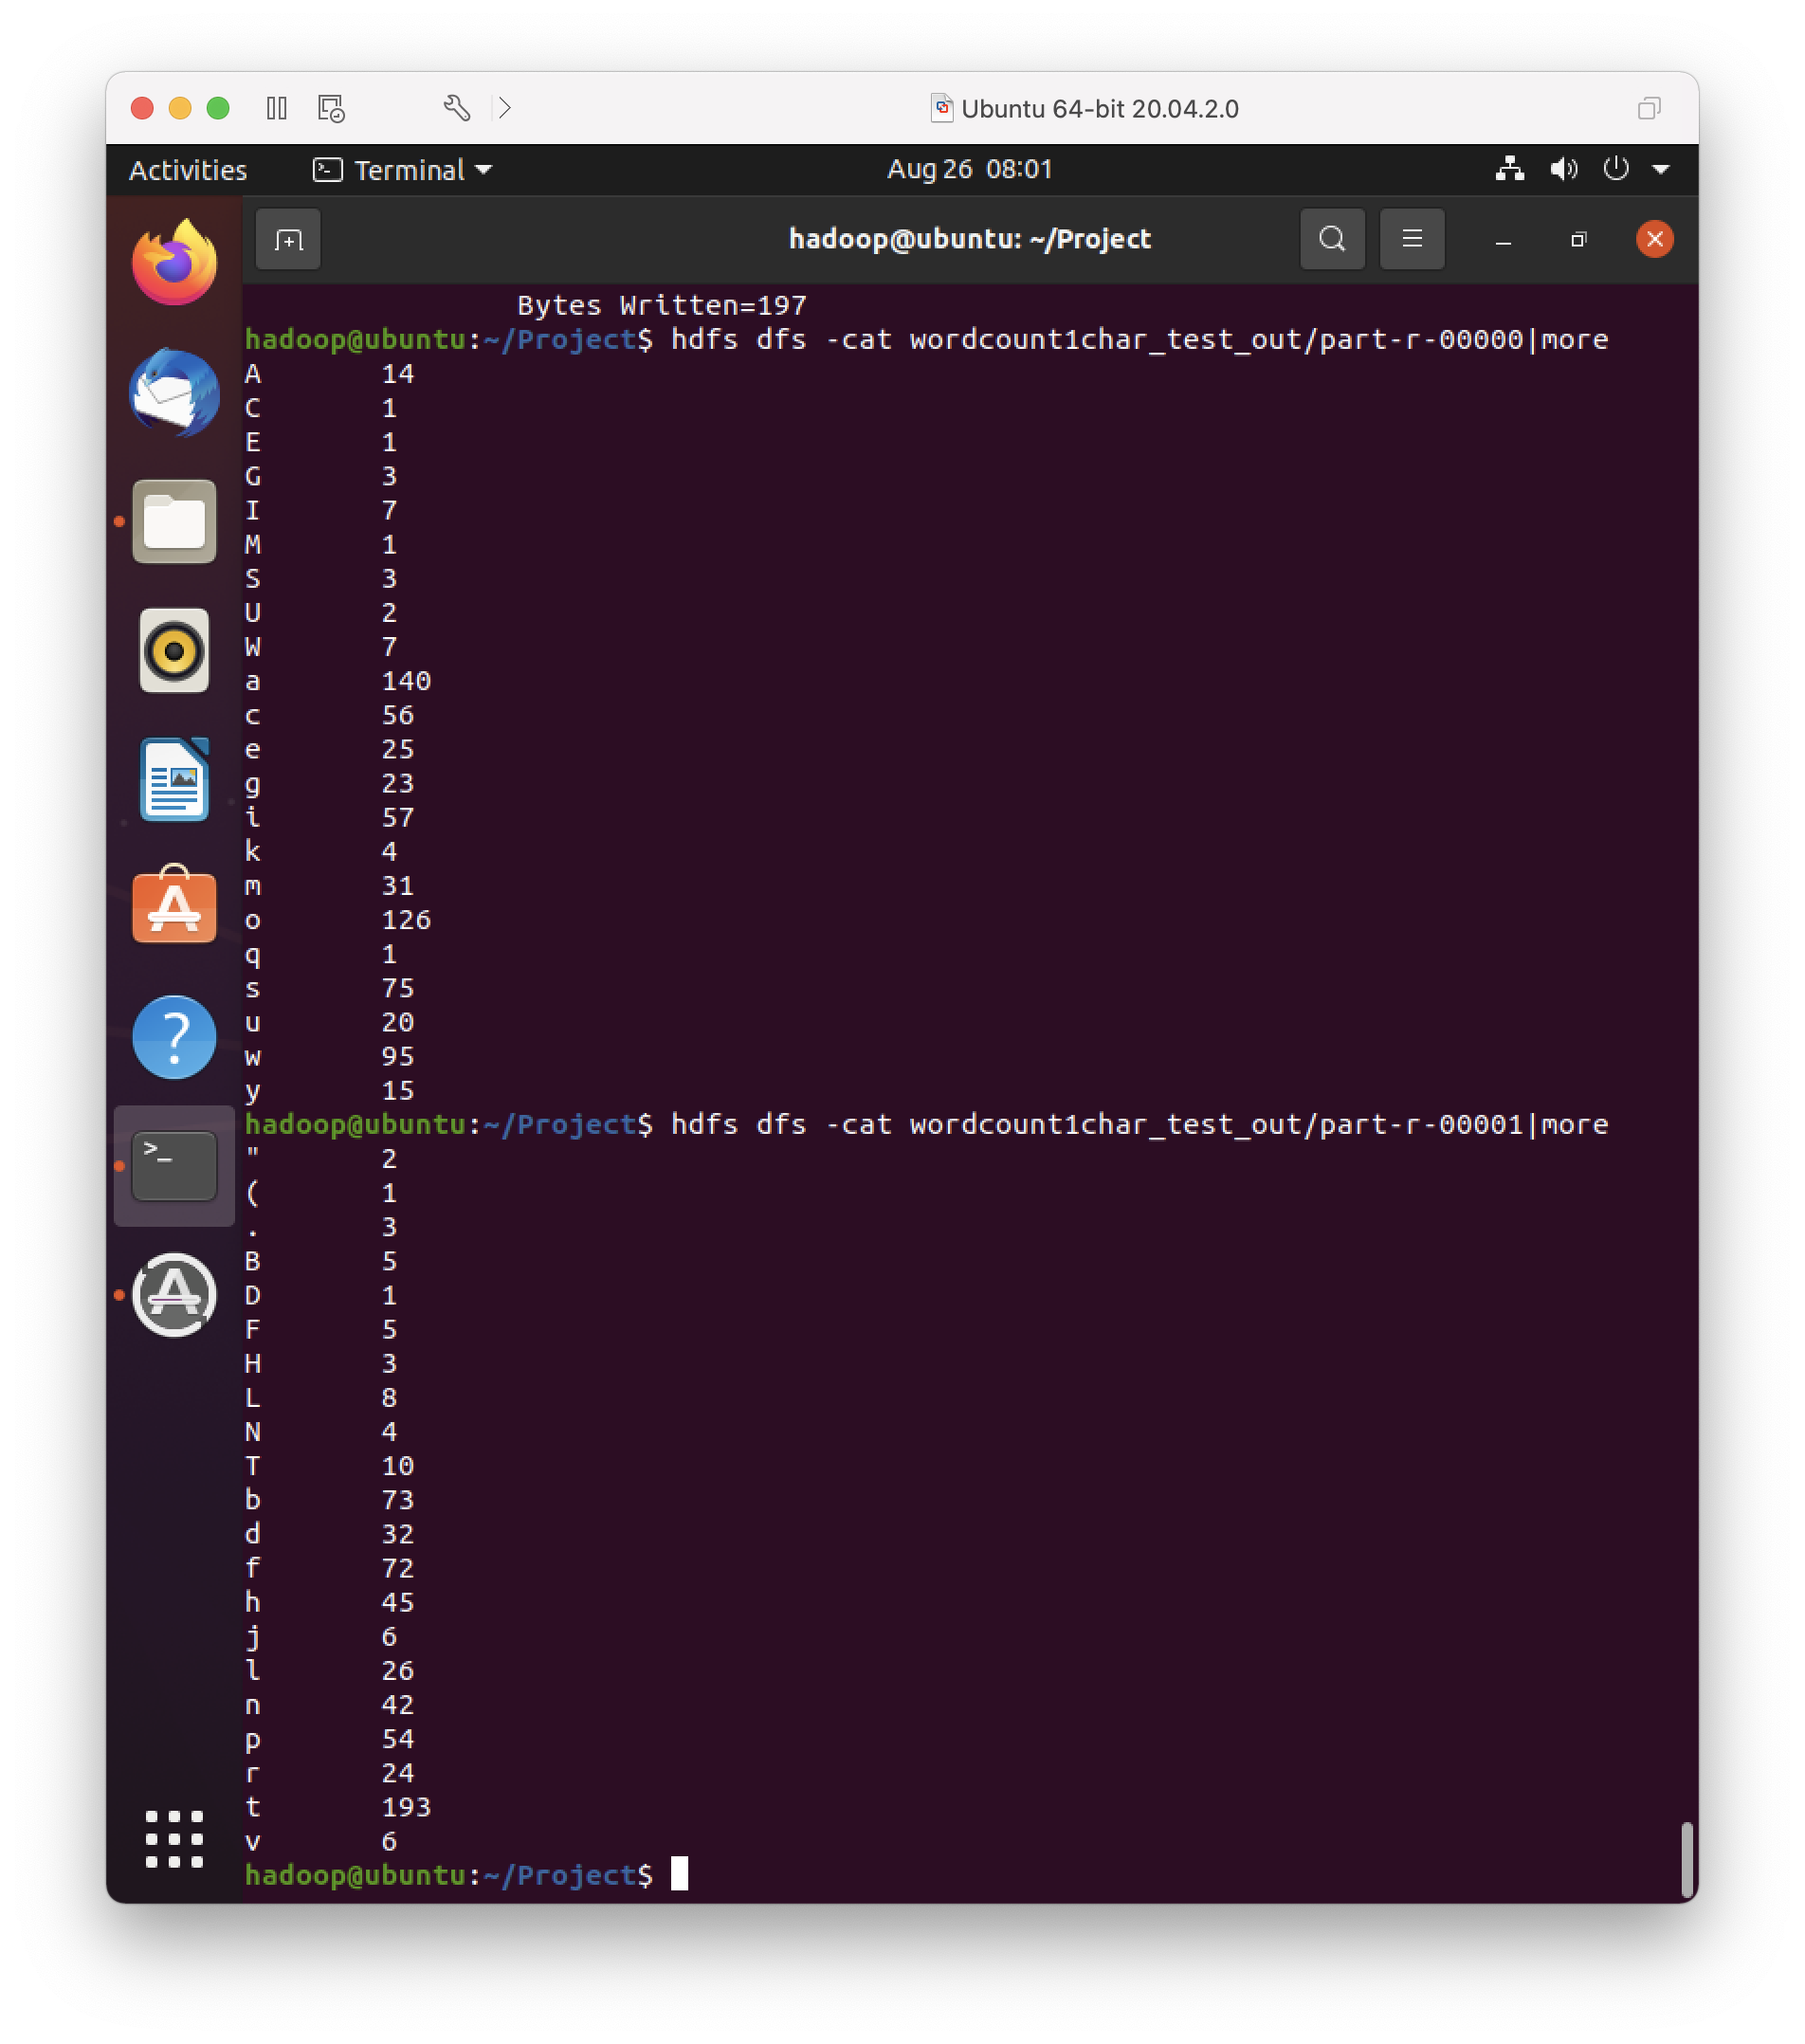 Ubuntu 64-bit 20.04.2.0
Activities Terminal Aug 26 08:01
hadoop@ubuntu: ~/Project
Bytes Written=197
hadoop@ubuntu:~/Project$ hdfs dfs -cat wordcount1char_test_out/part-r-00000|more
A 14
C 1
E 1
G 3
I 7
M 1
S 3
U 2
W 7
a 140
c 56
e 25
g 23
i 57
k 4
m 31
o 126
q 1
s 75
u 20
w 95
y 15
hadoop@ubuntu:~/Project$ hdfs dfs -cat wordcount1char_test_out/part-r-00001|more
" 2
( 1
. 3
B 5
D 1
F 5
H 3
L 8
N 4
T 10
b 73
d 32
f 72
h 45
j 6
l 26
n 42
p 54
r 24
t 193
v 6
hadoop@ubuntu:~/Project$